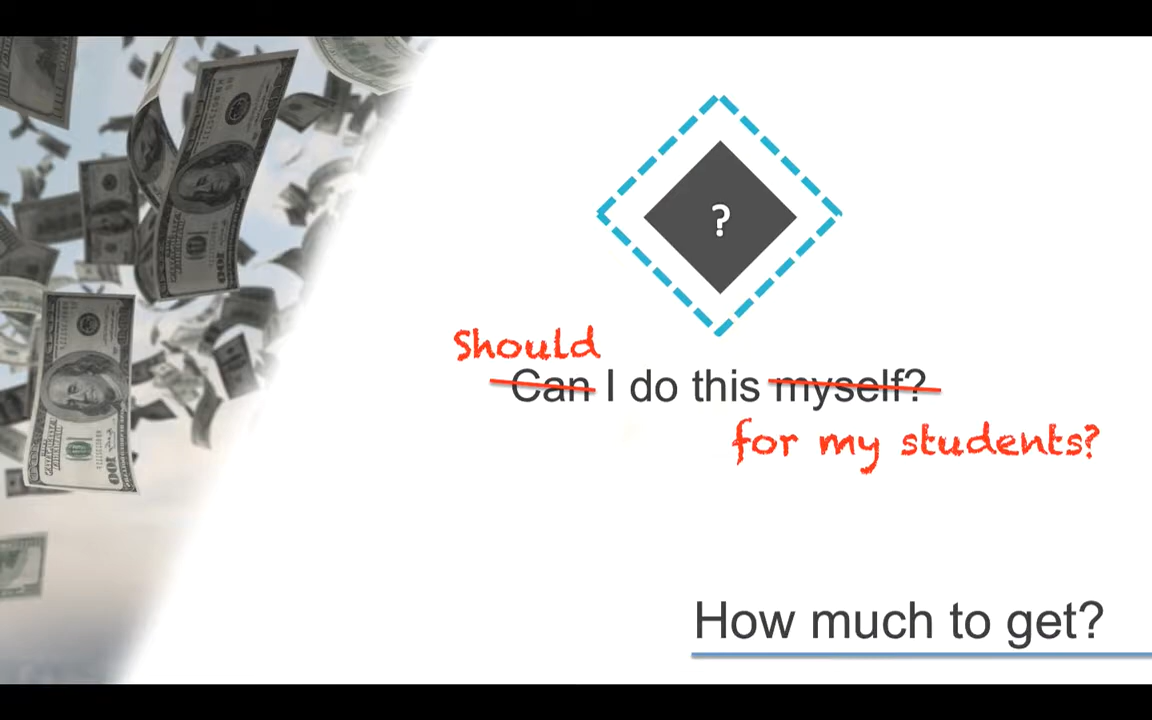 ?
Should
Can I do this myself?
for my students?
How much to get?